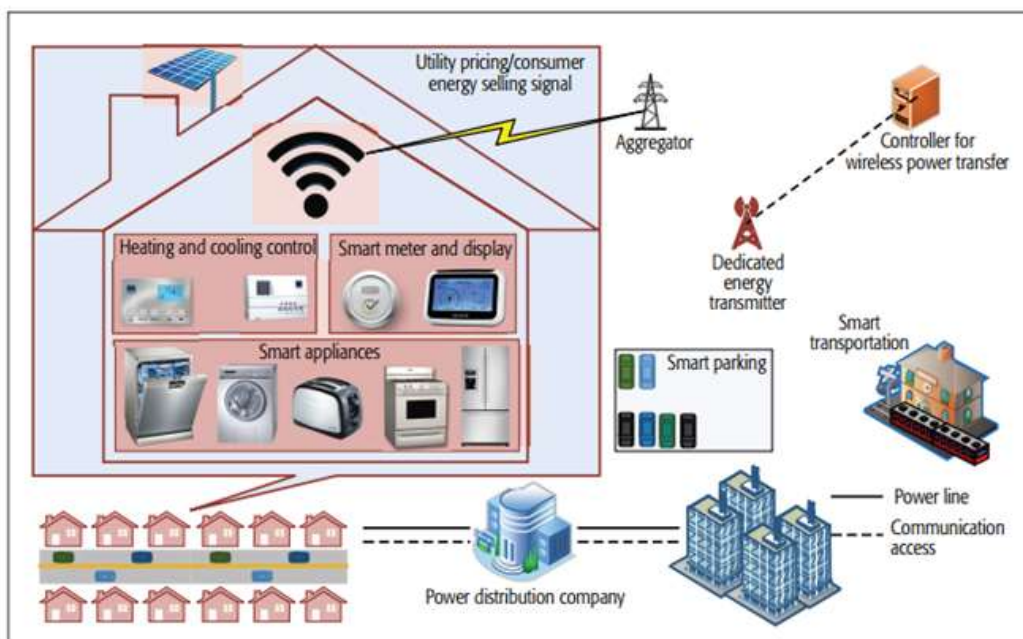 Utility pricing/consumer
energy selling signal
Aggregator
Controller for
wireless power transfer
Dedicated
energy
transmitter
Heating and cooling control
Smart meter and display
Smart appliances
Smart parking
Smart
transportation
Power line
Communication
access
Power distribution company